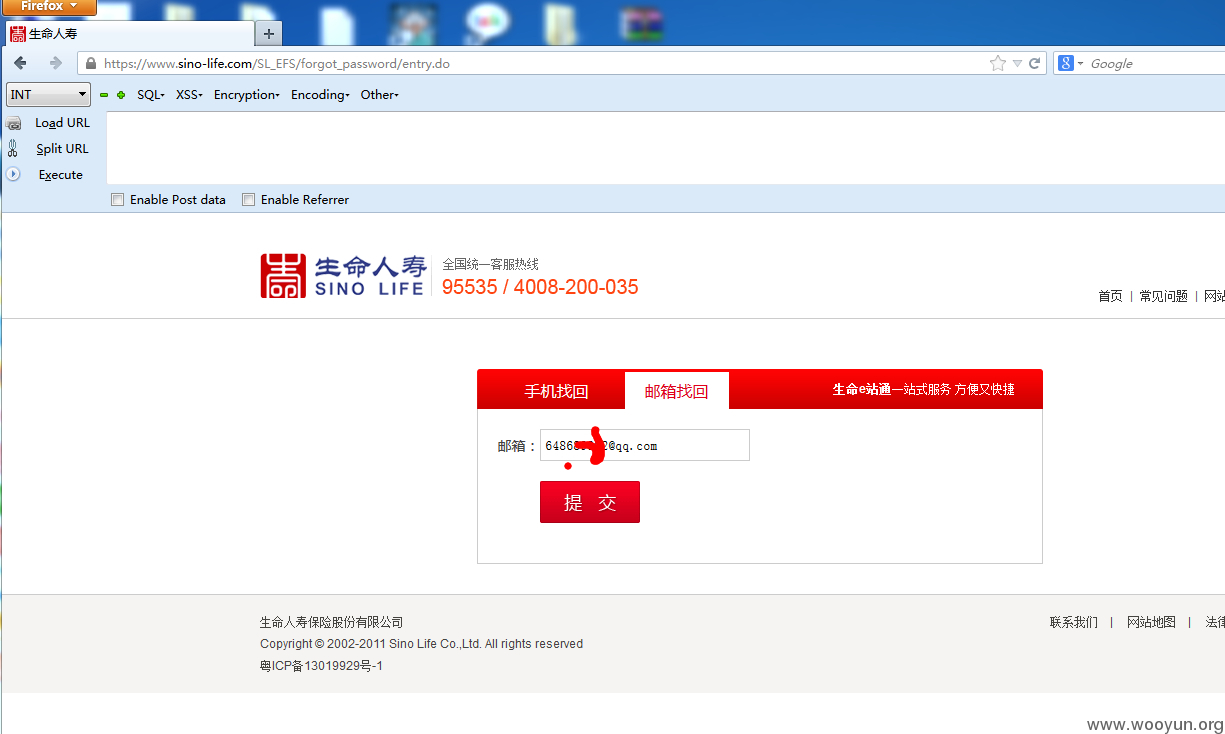 Firefox
生命人寿
https://www.sino-life.com/SL_EFS/forgot_password/entry.do
Google
INT
SQL
XSS
Encryption
Encoding
Other
Load URL
Split URL
Execute
Enable Post data
Enable Referrer
生命人寿
SINO LIFE
全国统一客服热线
95535 / 4008-200-035
首页 | 常见问题 | 网站
手机找回
邮箱找回
生命e站通—站式服务 方便又快捷
邮箱：
2@qq.com
提 交
生命人寿保险股份有限公司
联系我们 | 网站地图 | 法律
Copyright © 2002-2011 Sino Life Co.,Ltd. All rights reserved
粤ICP备13019929号-1
www.wooyun.org